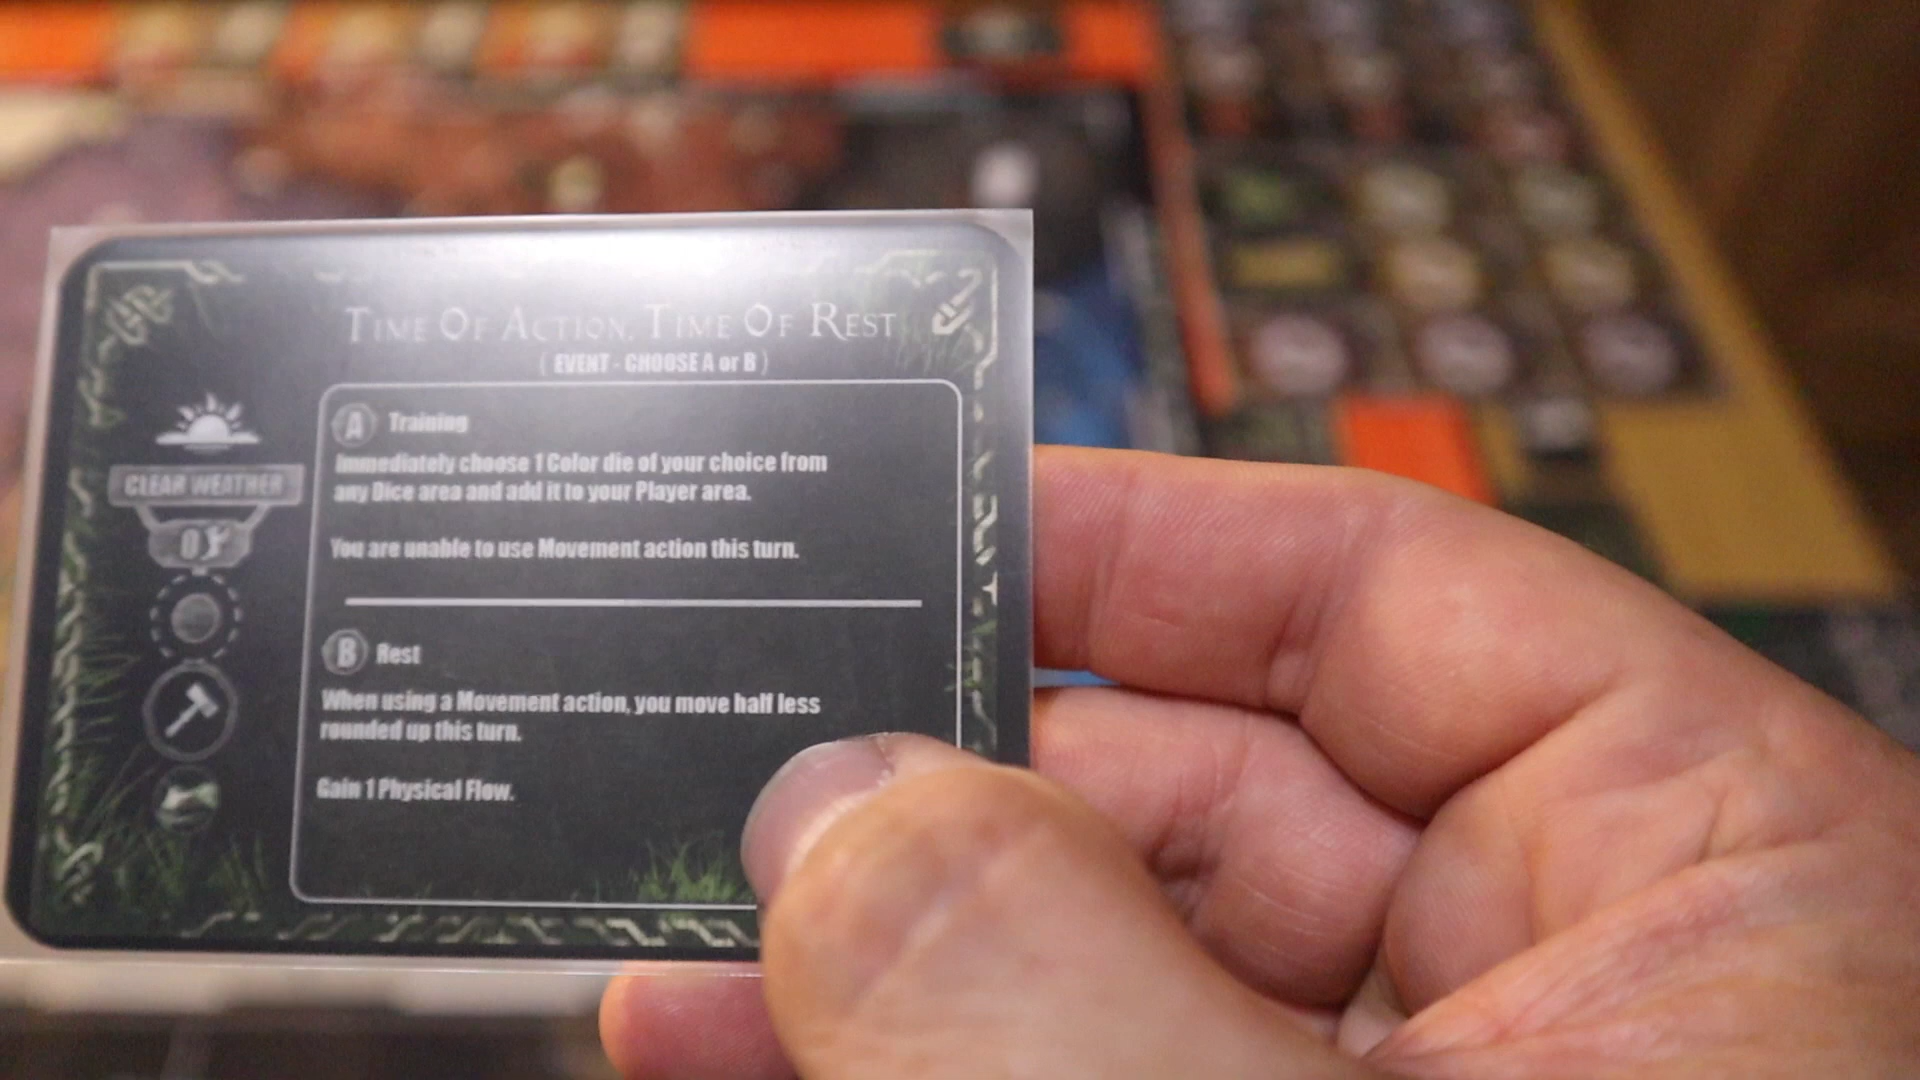 TIME OF ACTION, TIME OF REST
( EVENT - CHOOSE A or B )
CLEAR WEATHER
0
A Training
Immediately choose 1 Color die of your choice from
any Dice area and add it to your Player area.
You are unable to use Movement action this turn.
B Rest
When using a Movement action, you move half less
rounded up this turn.
Gain 1 Physical Flow.